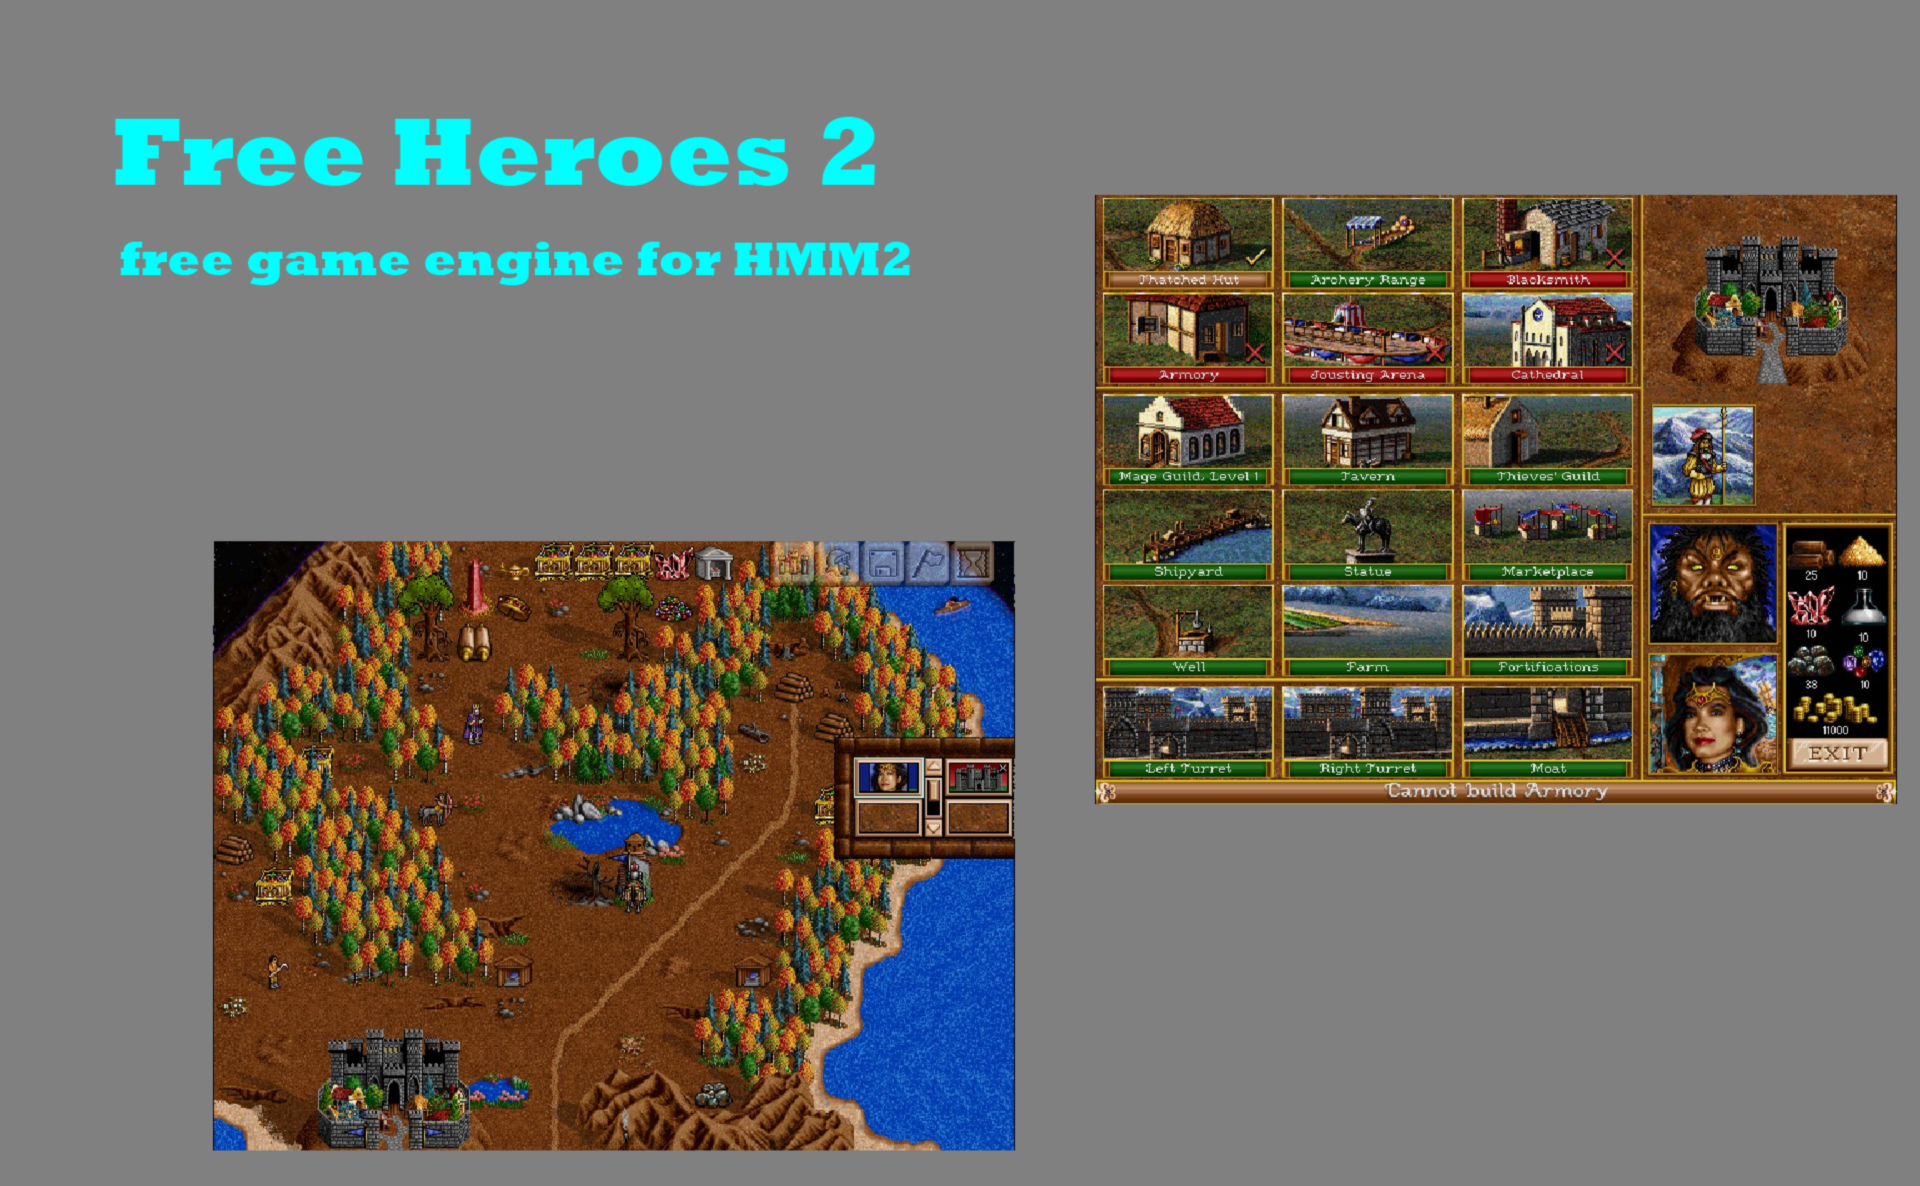 Free Heroes 2
free game engine for HMM2
Thatched Hut
Archery Range
Blacksmith
Armory
Jousting Arena
Cathedral
Mage Guild, Level 1
Tavern
Thieves' Guild
Shipyard
Statue
Marketplace
Well
Farm
Fortifications
Left Turret
Right Turret
Moat
25
10
10
10
38
10
11000
EXIT
Cannot build Armory